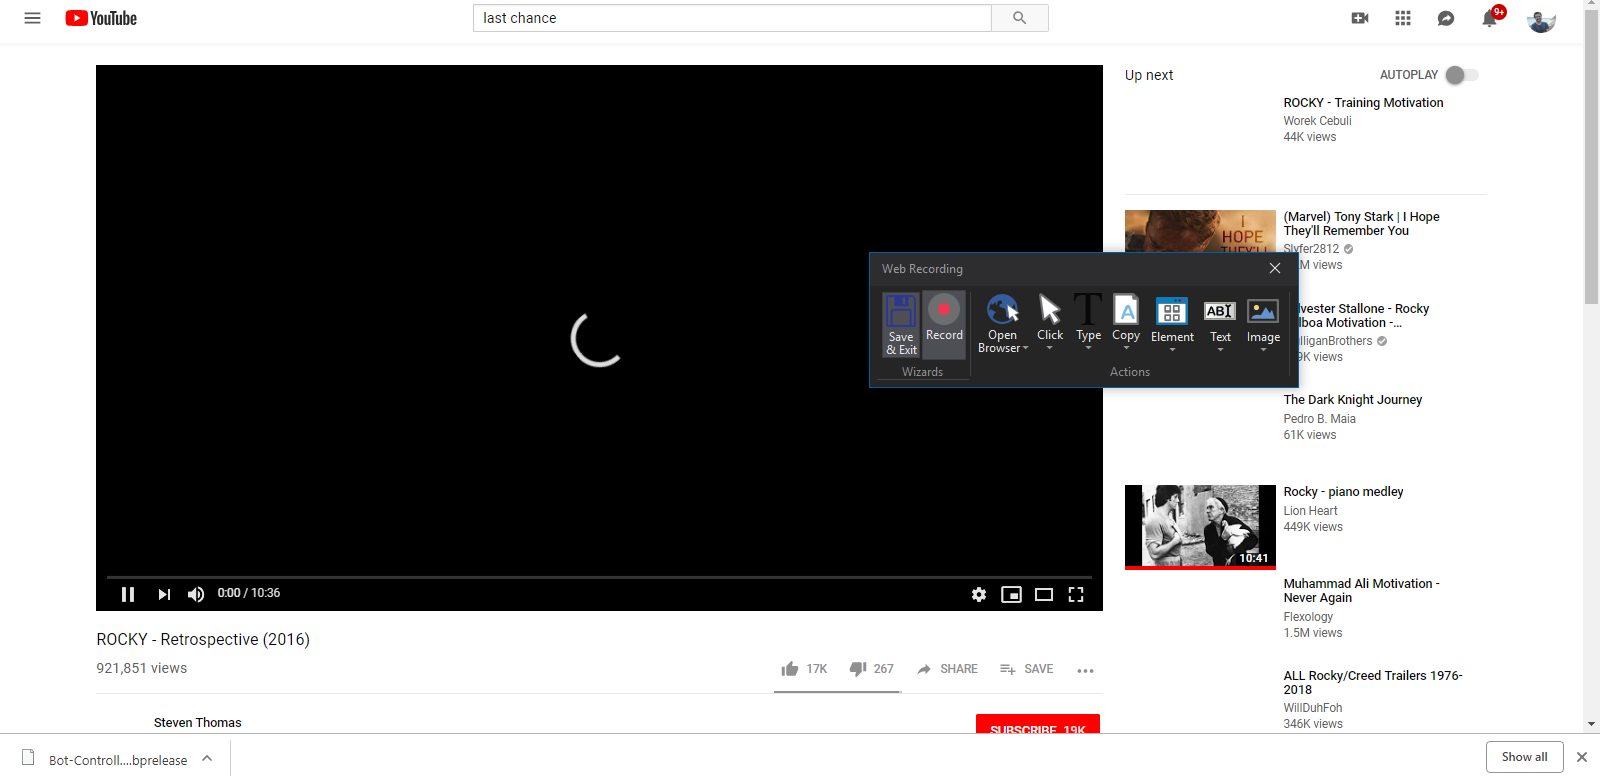 YouTube
last chance
9+
Up next
AUTOPLAY
ROCKY - Training Motivation
Worek Cebuli
44K views
I
HOPE
THEY'LL
(Marvel) Tony Stark | I Hope
They'll Remember You
Slyfer2812
M views
Web Recording
Save
& Exit
Record
Open
Browser
Click
T
Type
A
Copy
Element
AB
Text
Image
Wizards
Actions
vester Stallone - Rocky
lboa Motivation -...
ulliganBrothers
9K views
The Dark Knight Journey
Pedro B. Maia
61K views
10:41
Rocky - piano medley
Lion Heart
449K views
Muhammad Ali Motivation -
Never Again
Flexology
1.5M views
ALL Rocky/Creed Trailers 1976-
2018
WillDuhFoh
346K views
0:00 / 10:36
ROCKY - Retrospective (2016)
921,851 views
17K
267
SHARE
SAVE
Steven Thomas
SUBSCRIBE 19K
Bot-Controll....bprelease
Show all